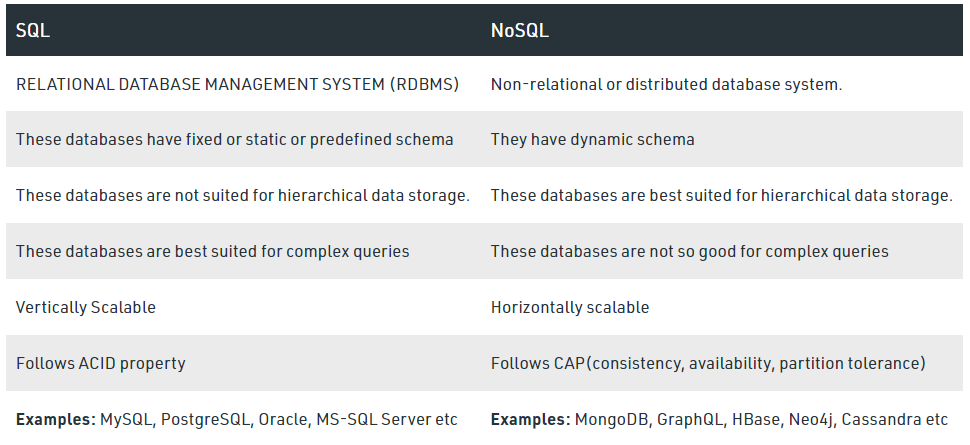 SQL NoSQL
RELATIONAL DATABASE MANAGEMENT SYSTEM (RDBMS) Non-relational or distributed database system.
These databases have fixed or static or predefined schema They have dynamic schema
These databases are not suited for hierarchical data storage. These databases are best suited for hierarchical data storage.
These databases are best suited for complex queries These databases are not so good for complex queries
Vertically Scalable Horizontally scalable
Follows ACID property Follows CAP(consistency, availability, partition tolerance)
Examples: MySQL, PostgreSQL, Oracle, MS-SQL Server etc Examples: MongoDB, GraphQL, HBase, Neo4j, Cassandra etc